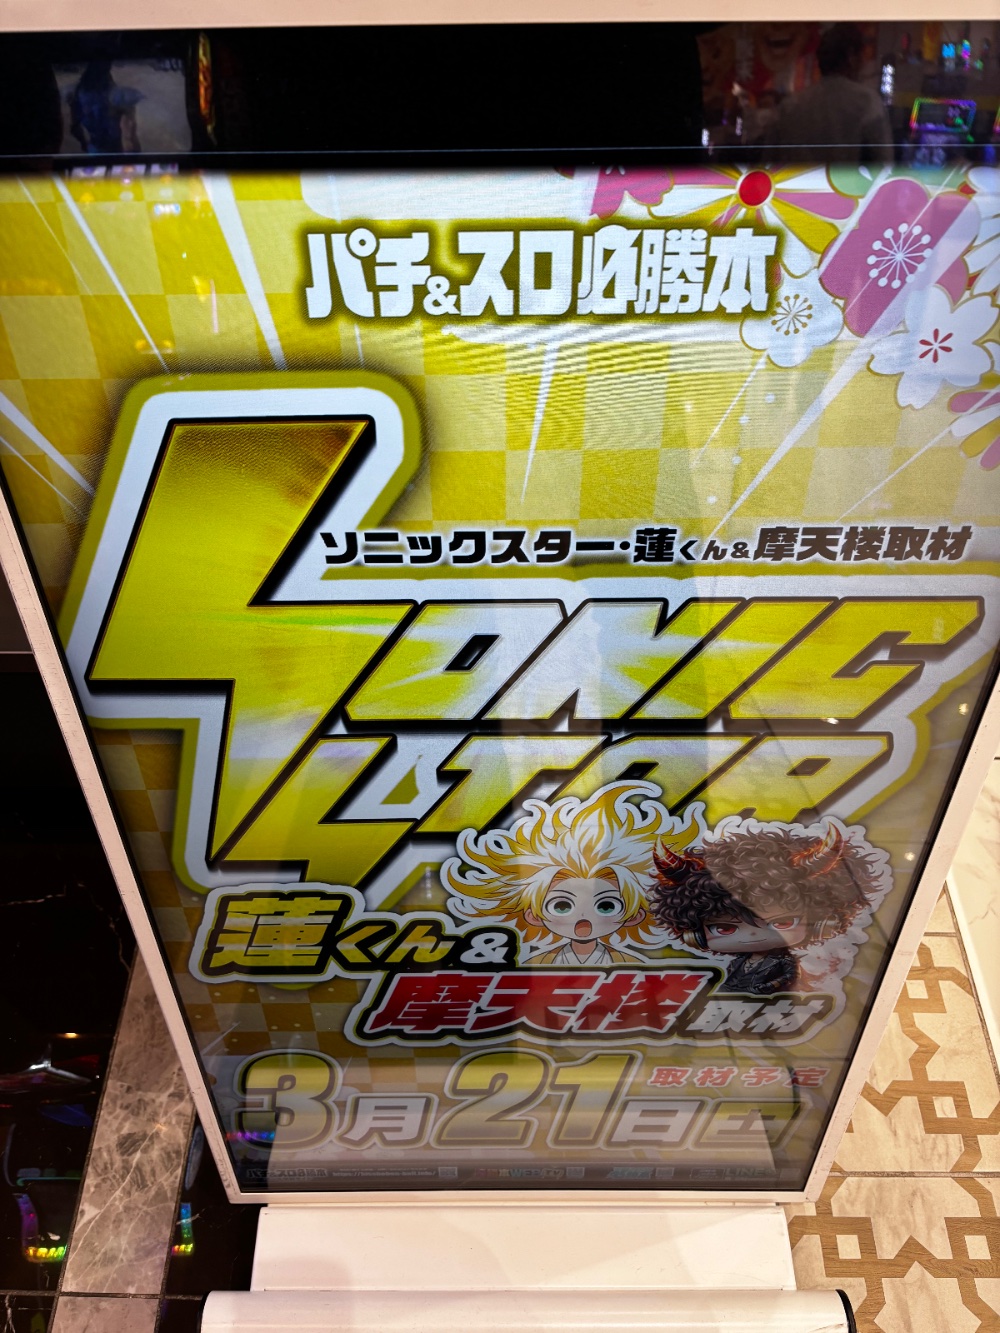 パチ&スロ必勝本
ソニックスター・蓮くん&摩天楼取材
SONIC
STAR
蓮くん&
摩天楼取材
取材予定
3月21日土